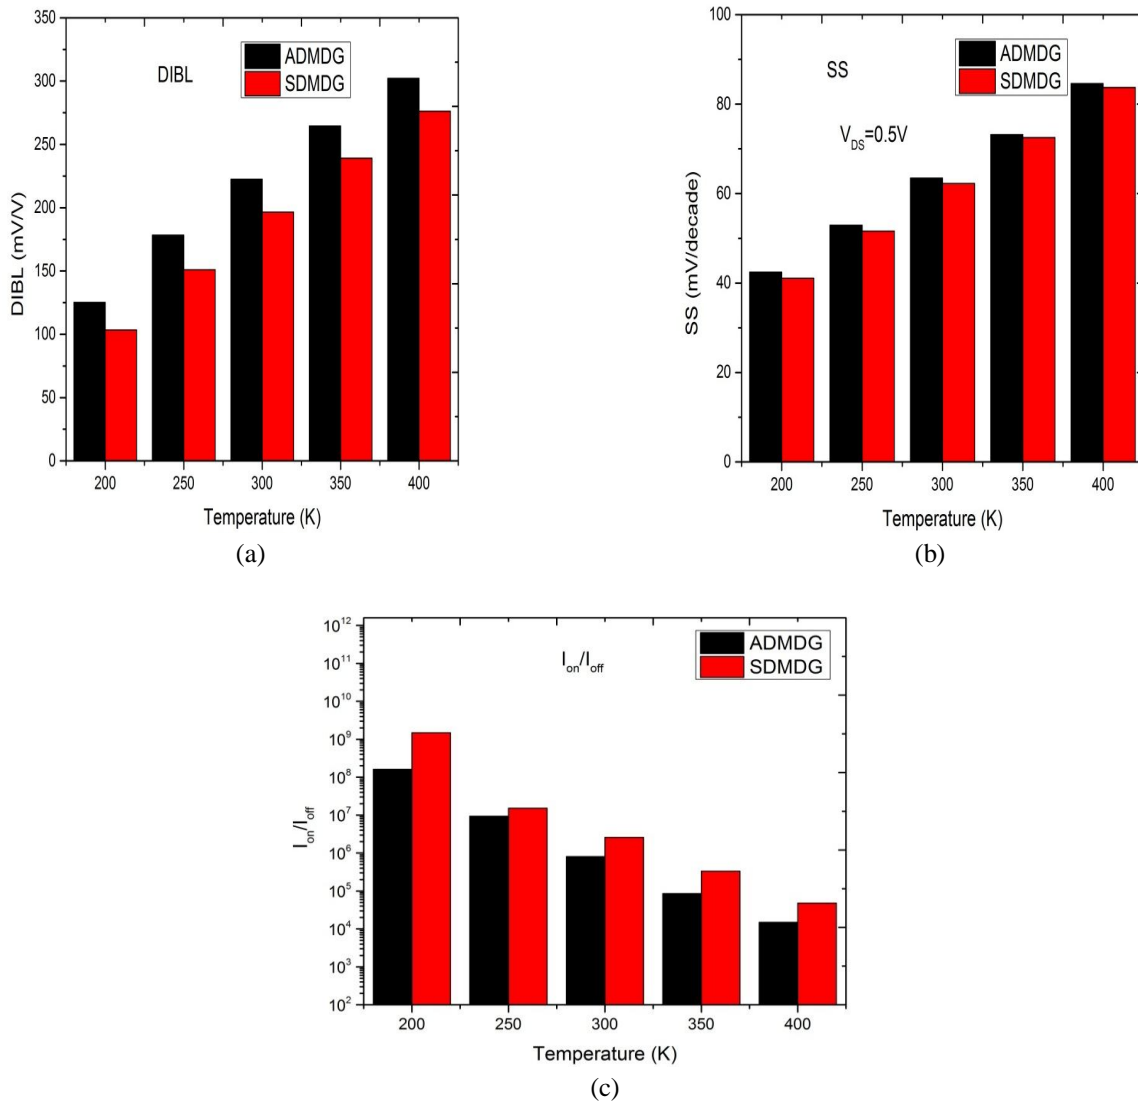 350
300
250
200
150
100
50
0
DIBL (mV/V)
DIBL
ADMDG
SDMDG
200 250 300 350 400
Temperature (K)
(a)
100
80
60
40
20
0
SS (mV/decade)
SS
V_DS=0.5V
ADMDG
SDMDG
200 250 300 350 400
Temperature (K)
(b)
10^12
10^11
10^10
10^9
10^8
10^7
10^6
10^5
10^4
10^3
10^2
I_on/I_off
I_on/I_off
ADMDG
SDMDG
200 250 300 350 400
Temperature (K)
(c)